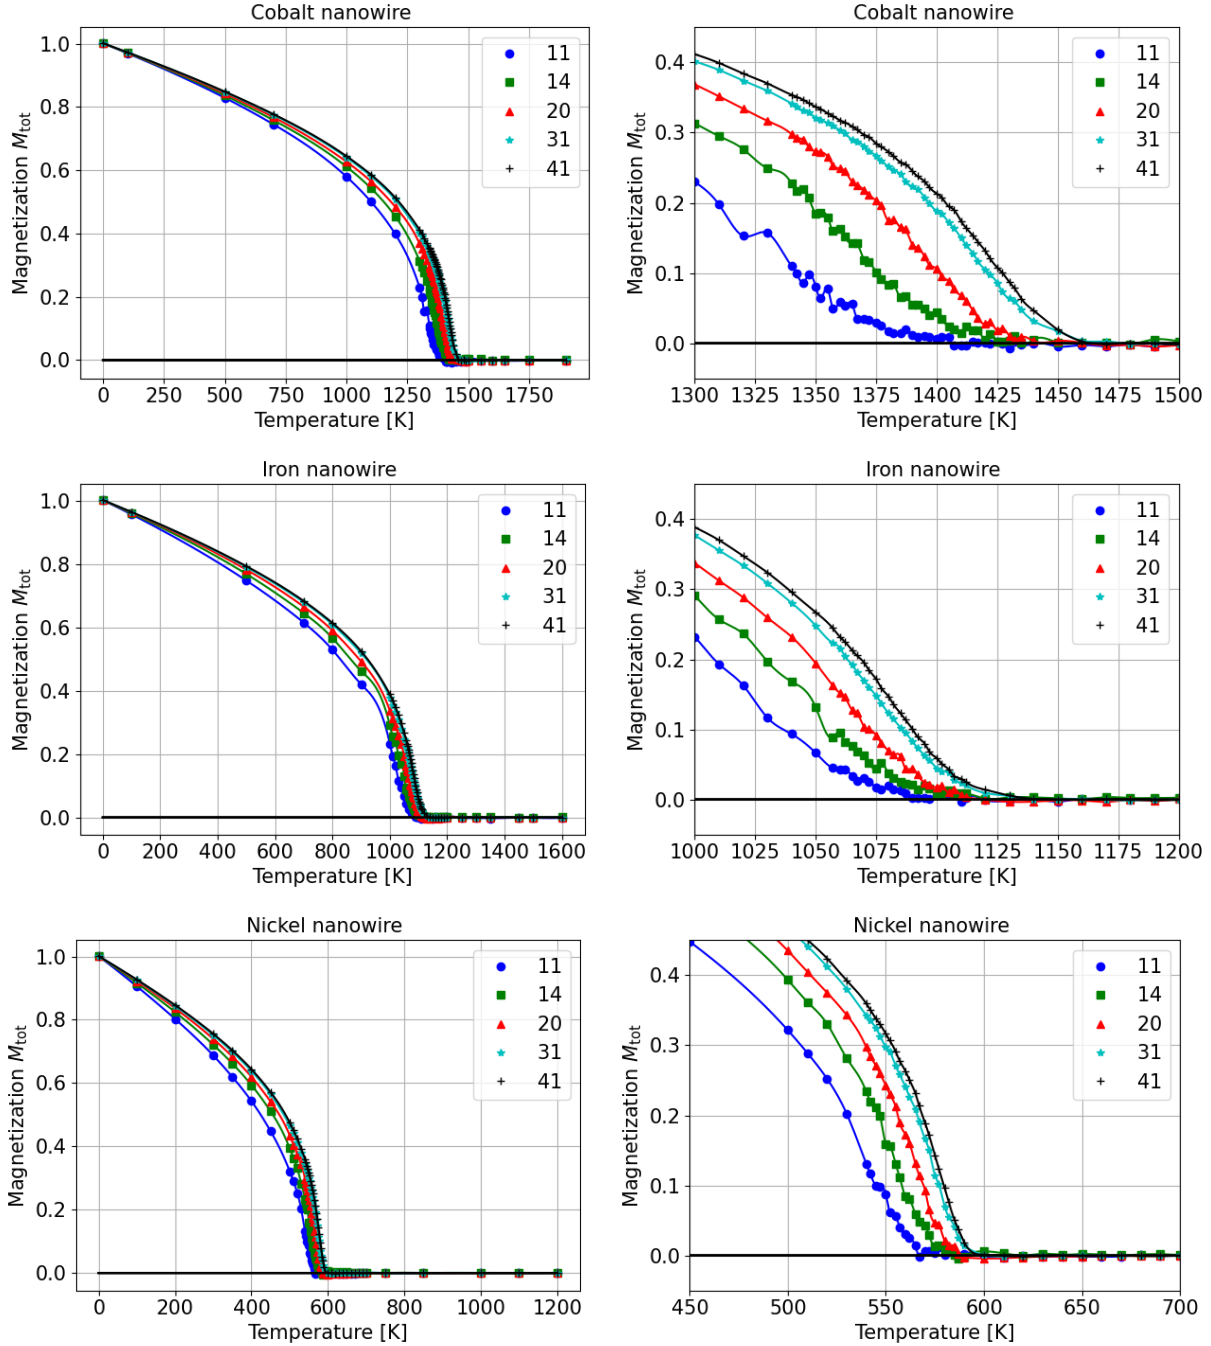 Cobalt nanowire
Magnetization M_tot
1.0
0.8
0.6
0.4
0.2
0.0
11
14
20
31
41
0 250 500 750 1000 1250 1500 1750
Temperature [K]
Cobalt nanowire
Magnetization M_tot
0.4
0.3
0.2
0.1
0.0
11
14
20
31
41
1300 1325 1350 1375 1400 1425 1450 1475 1500
Temperature [K]
Iron nanowire
Magnetization M_tot
1.0
0.8
0.6
0.4
0.2
0.0
11
14
20
31
41
0 200 400 600 800 1000 1200 1400 1600
Temperature [K]
Iron nanowire
Magnetization M_tot
0.4
0.3
0.2
0.1
0.0
11
14
20
31
41
1000 1025 1050 1075 1100 1125 1150 1175 1200
Temperature [K]
Nickel nanowire
Magnetization M_tot
1.0
0.8
0.6
0.4
0.2
0.0
11
14
20
31
41
0 200 400 600 800 1000 1200
Temperature [K]
Nickel nanowire
Magnetization M_tot
0.4
0.3
0.2
0.1
0.0
11
14
20
31
41
450 500 550 600 650 700
Temperature [K]